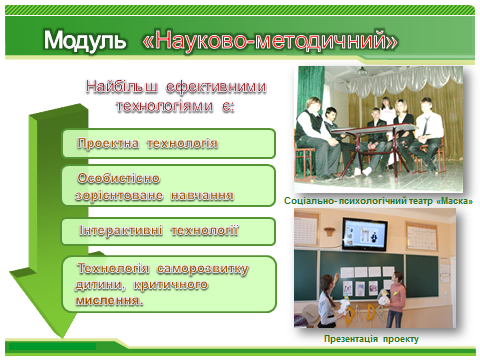 Модуль «Науково-методичний»
Найбільш ефективними
технологіями є:
Проектна технологія
Особистісно
зорієнтоване навчання
Інтерактивні технології
Технологія саморозвитку
дитини, критичного
мислення.
Соціально- психологічний театр «Маска»
Презентація проекту